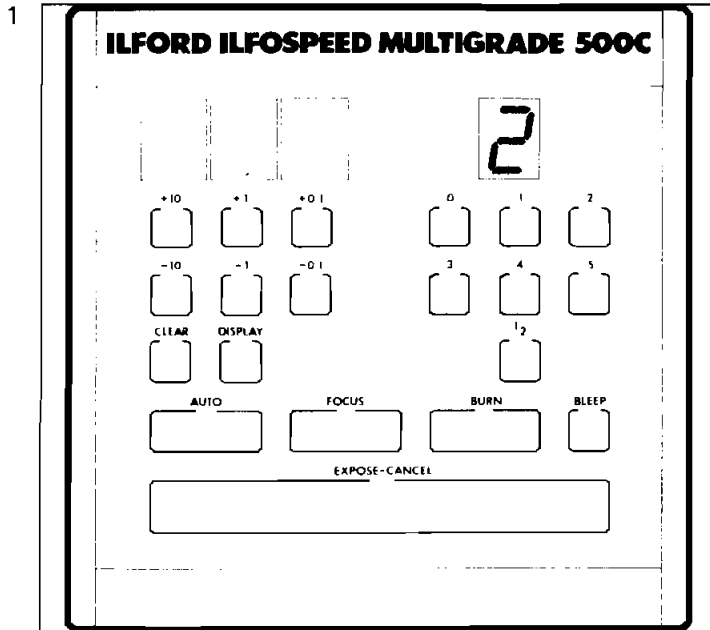 1
ILFORD ILFOSPEED MULTIGRADE 500C
2
+10 +1 +0.1 0 1 2
-10 -1 -0.1 3 4 5
CLEAR DISPLAY 1/2
AUTO FOCUS BURN BLEEP
EXPOSE-CANCEL